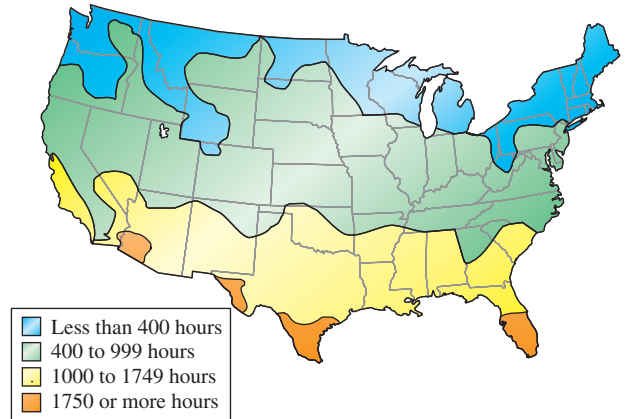 Less than 400 hours
400 to 999 hours
1000 to 1749 hours
1750 or more hours